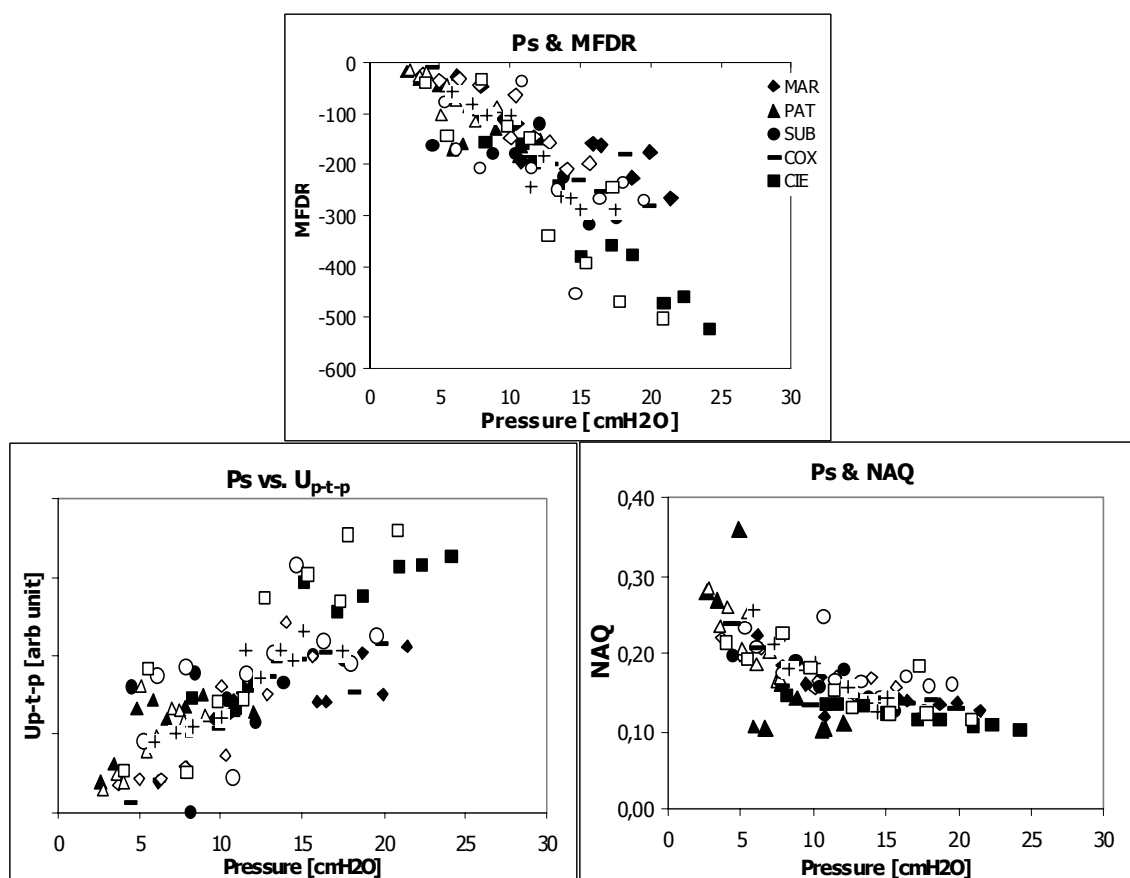 Ps & MFDR
0
-100
-200
-300
-400
-500
-600
MFDR
0 5 10 15 20 25 30
Pressure [cmH2O]
MAR
PAT
SUB
COX
CIE
Ps vs. Up-t-p
Up-t-p [arb unit]
5 10 15 20 25 30
Pressure [cmH2O]
Ps & NAQ
0,40
0,30
0,20
0,10
0,00
NAQ
0 5 10 15 20 25 30
Pressure [cmH2O]